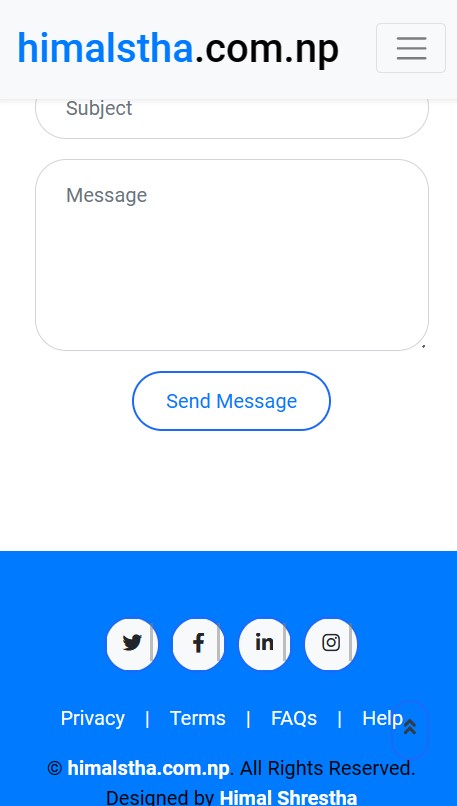 himalstha.com.np
Subject
Message
Send Message
Privacy | Terms | FAQs | Help
© himalstha.com.np. All Rights Reserved.
Designed by Himal Shrestha